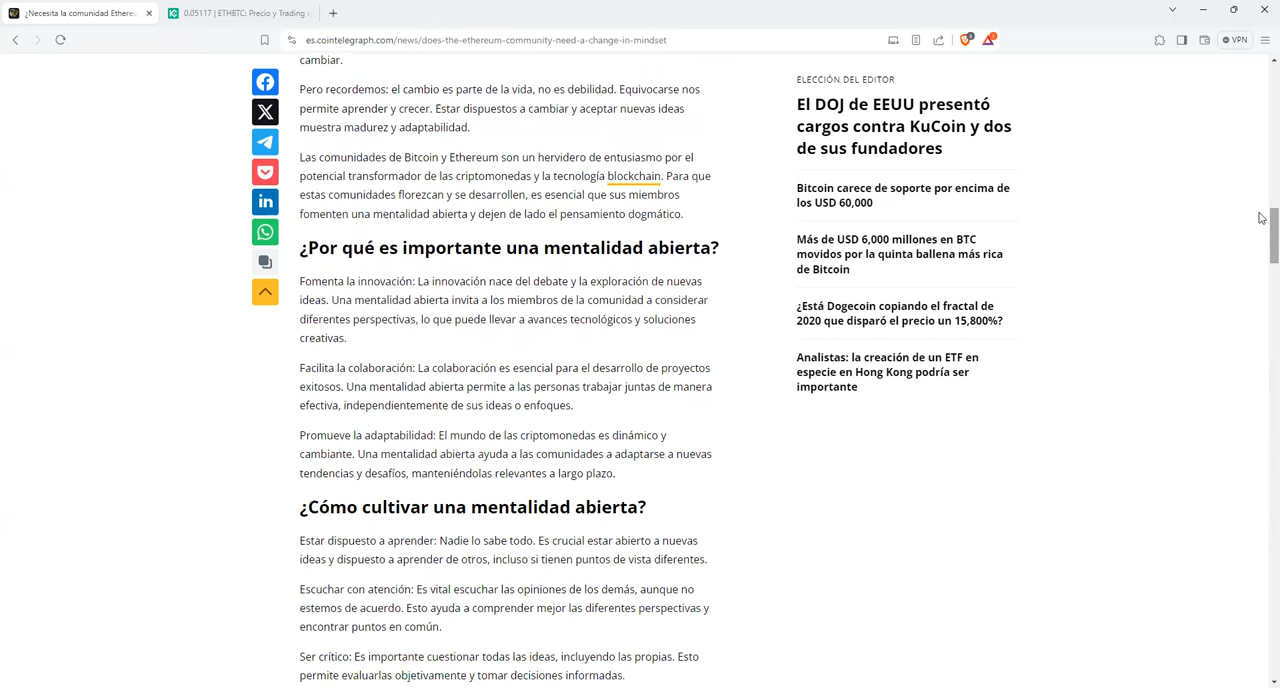 ¿Necesita la comunidad Ethere
0.05117 | ETHBTC: Precio y Trading
es.cointelegraph.com/news/does-the-ethereum-community-need-a-change-in-mindset
VPN
cambiar.
Pero recordemos: el cambio es parte de la vida, no es debilidad. Equivocarse nos
permite aprender y crecer. Estar dispuestos a cambiar y aceptar nuevas ideas
muestra madurez y adaptabilidad.
Las comunidades de Bitcoin y Ethereum son un hervidero de entusiasmo por el
potencial transformador de las criptomonedas y la tecnología blockchain. Para que
estas comunidades florezcan y se desarrollen, es esencial que sus miembros
fomenten una mentalidad abierta y dejen de lado el pensamiento dogmático.
¿Por qué es importante una mentalidad abierta?
Fomenta la innovación: La innovación nace del debate y la exploración de nuevas
ideas. Una mentalidad abierta invita a los miembros de la comunidad a considerar
diferentes perspectivas, lo que puede llevar a avances tecnológicos y soluciones
creativas.
Facilita la colaboración: La colaboración es esencial para el desarrollo de proyectos
exitosos. Una mentalidad abierta permite a las personas trabajar juntas de manera
efectiva, independientemente de sus ideas o enfoques.
Promueve la adaptabilidad: El mundo de las criptomonedas es dinámico y
cambiante. Una mentalidad abierta ayuda a las comunidades a adaptarse a nuevas
tendencias y desafíos, manteniéndolas relevantes a largo plazo.
¿Cómo cultivar una mentalidad abierta?
Estar dispuesto a aprender: Nadie lo sabe todo. Es crucial estar abierto a nuevas
ideas y dispuesto a aprender de otros, incluso si tienen puntos de vista diferentes.
Escuchar con atención: Es vital escuchar las opiniones de los demás, aunque no
estemos de acuerdo. Esto ayuda a comprender mejor las diferentes perspectivas y
encontrar puntos en común.
Ser crítico: Es importante cuestionar todas las ideas, incluyendo las propias. Esto
permite evaluarlas objetivamente y tomar decisiones informadas.
ELECCIÓN DEL EDITOR
El DOJ de EEUU presentó
cargos contra KuCoin y dos
de sus fundadores
Bitcoin carece de soporte por encima de
los USD 60,000
Más de USD 6,000 millones en BTC
movidos por la quinta ballena más rica
de Bitcoin
¿Está Dogecoin copiando el fractal de
2020 que disparó el precio un 15,800%?
Analistas: la creación de un ETF en
especie en Hong Kong podría ser
importante